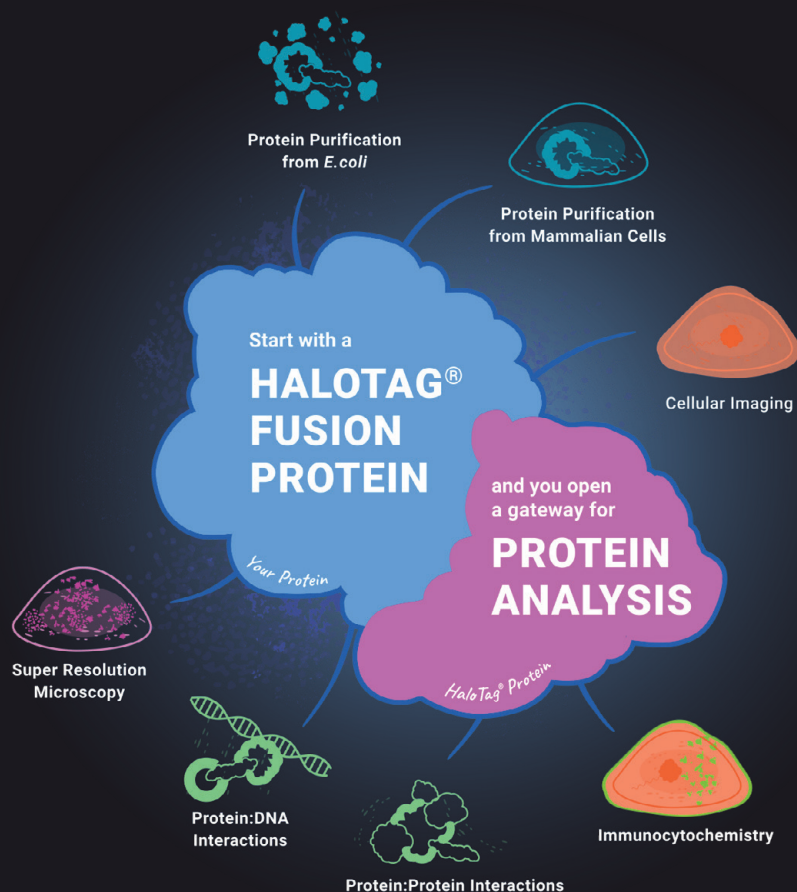 Protein Purification
from E.coli
Protein Purification
from Mammalian Cells
Start with a
HALOTAG®
FUSION
PROTEIN
Cellular Imaging
and you open
a gateway for
PROTEIN
ANALYSIS
Your Protein
HaloTag® Protein
Super Resolution
Microscopy
Protein:DNA
Interactions
Immunocytochemistry
Protein:Protein Interactions